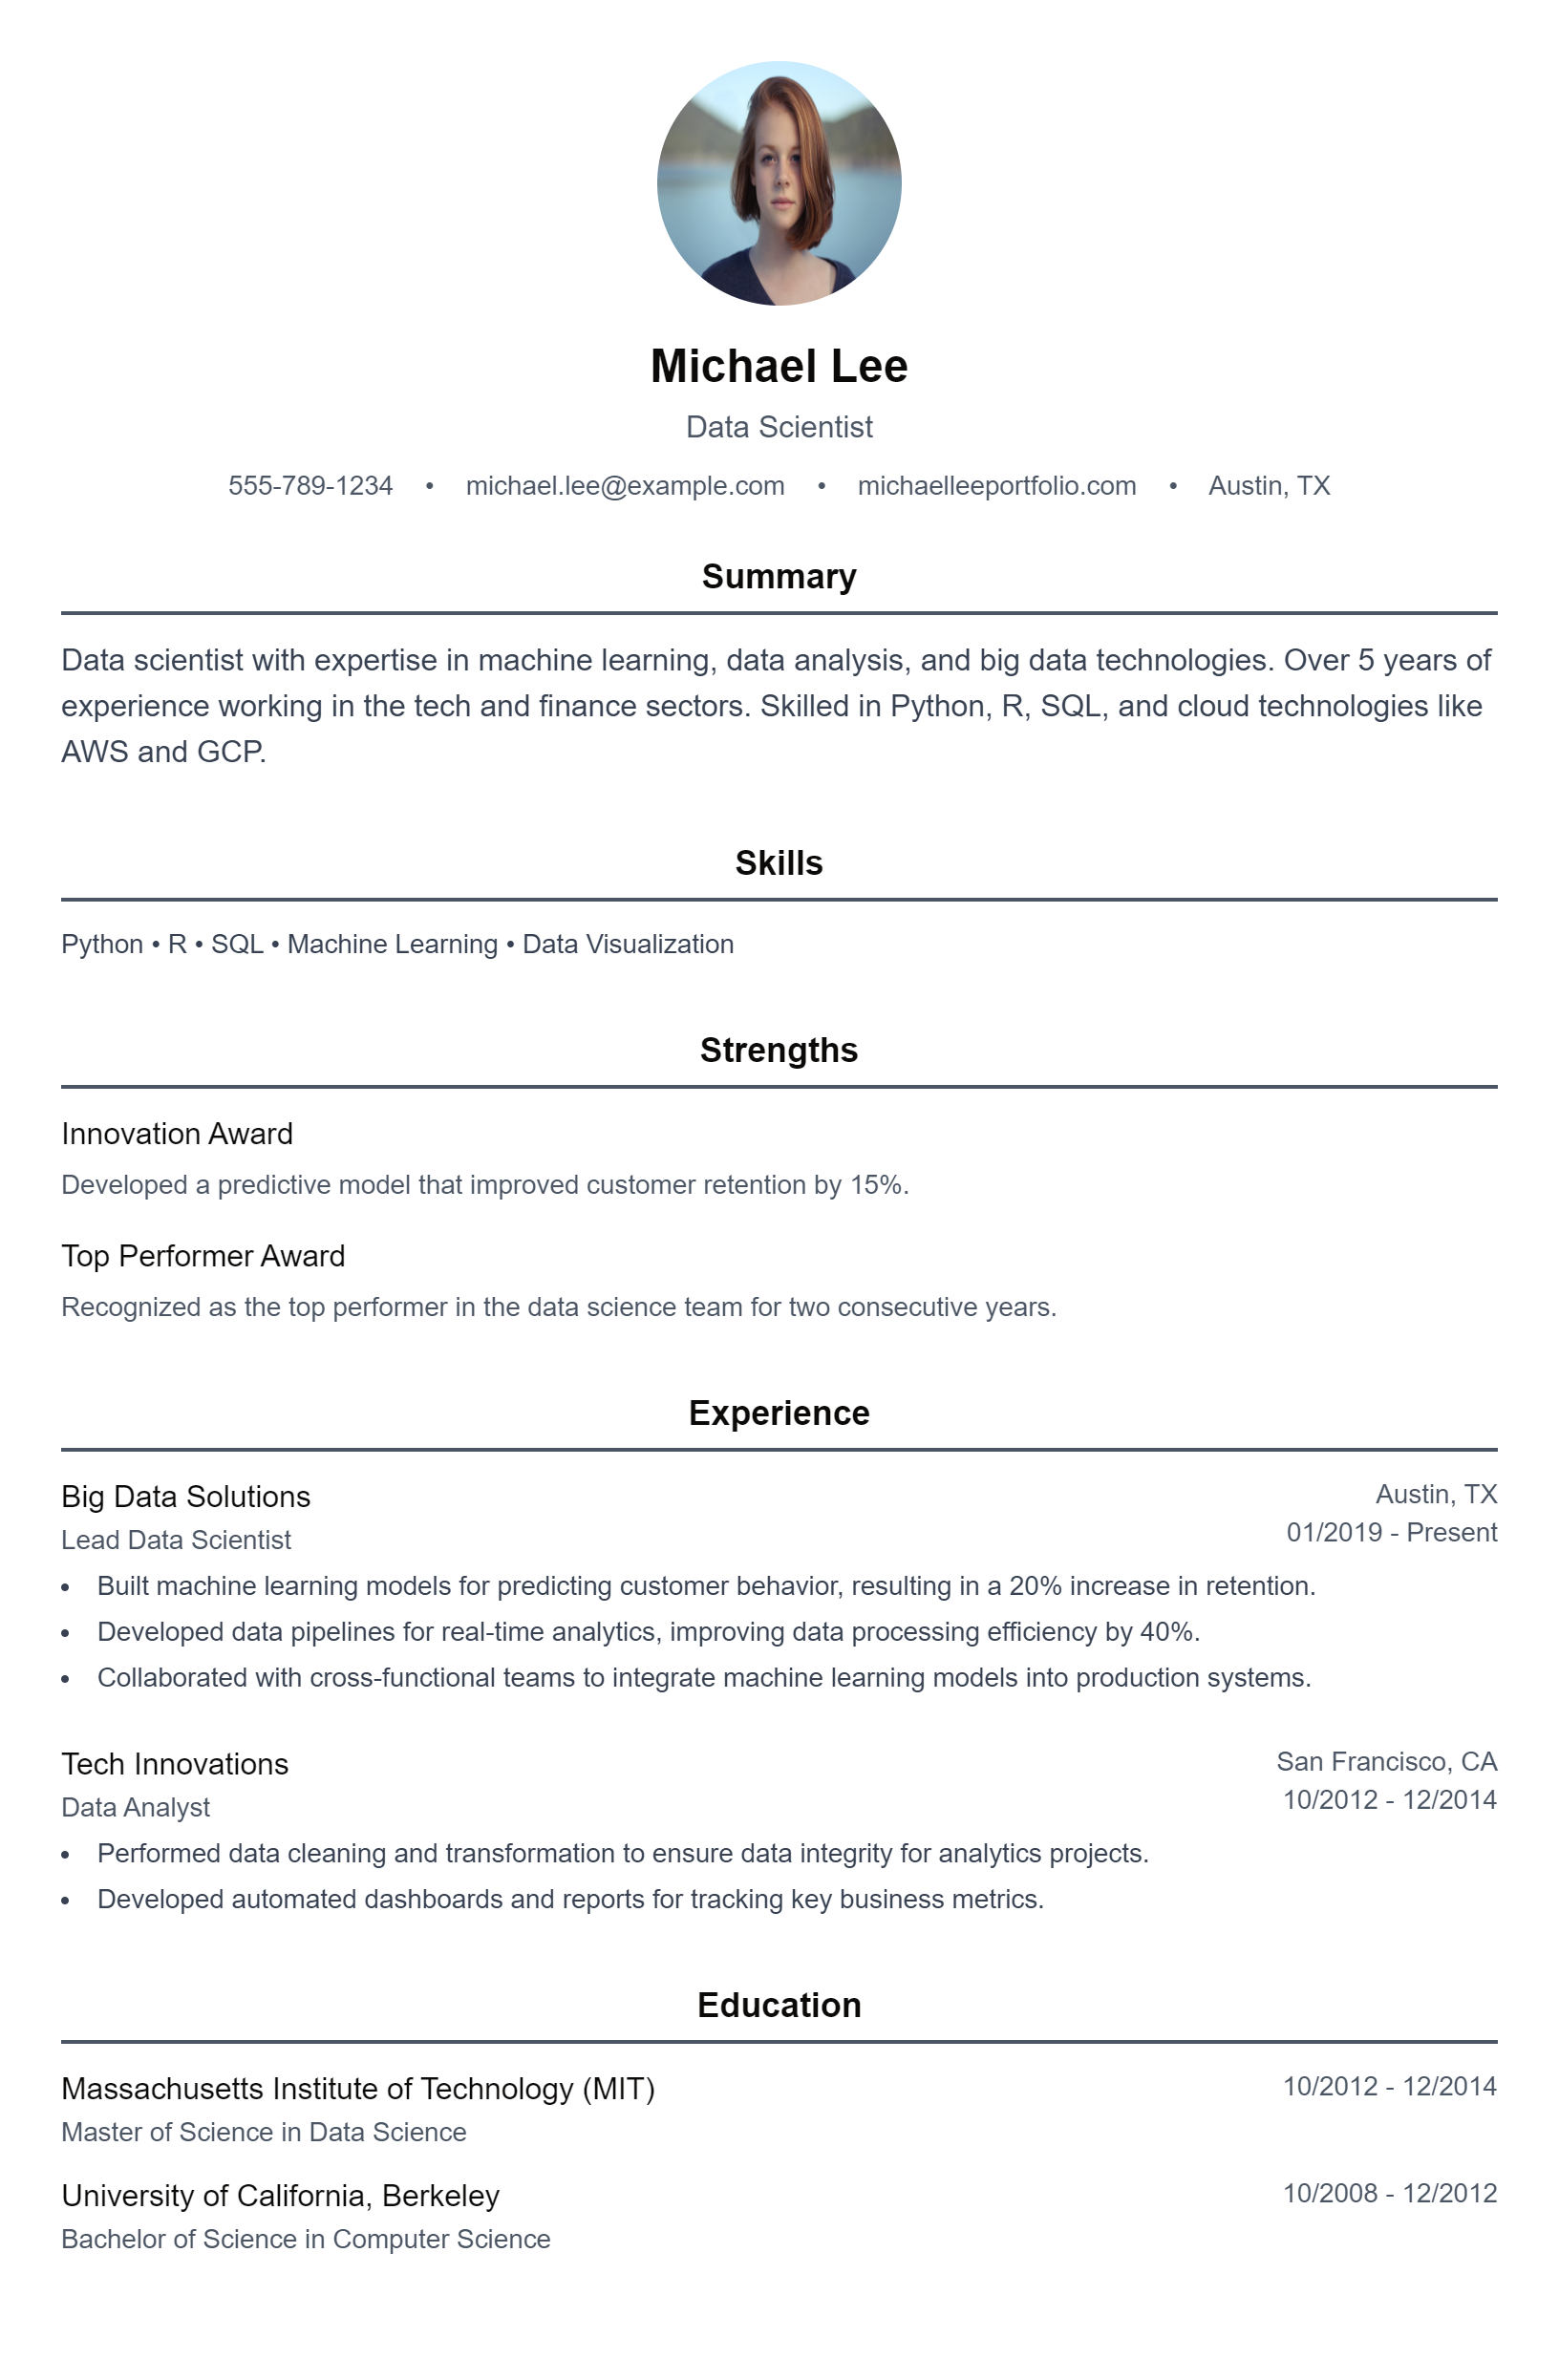 Michael Lee
Data Scientist
555-789-1234 • michael.lee@example.com • michaelleeportfolio.com • Austin, TX
Summary
Data scientist with expertise in machine learning, data analysis, and big data technologies. Over 5 years of
experience working in the tech and finance sectors. Skilled in Python, R, SQL, and cloud technologies like
AWS and GCP.
Skills
Python • R • SQL • Machine Learning • Data Visualization
Strengths
Innovation Award
Developed a predictive model that improved customer retention by 15%.
Top Performer Award
Recognized as the top performer in the data science team for two consecutive years.
Experience
Big Data Solutions
Austin, TX
Lead Data Scientist
01/2019 - Present
• Built machine learning models for predicting customer behavior, resulting in a 20% increase in retention.
• Developed data pipelines for real-time analytics, improving data processing efficiency by 40%.
• Collaborated with cross-functional teams to integrate machine learning models into production systems.
Tech Innovations
San Francisco, CA
Data Analyst
10/2012 - 12/2014
• Performed data cleaning and transformation to ensure data integrity for analytics projects.
• Developed automated dashboards and reports for tracking key business metrics.
Education
Massachusetts Institute of Technology (MIT)
10/2012 - 12/2014
Master of Science in Data Science
University of California, Berkeley
10/2008 - 12/2012
Bachelor of Science in Computer Science